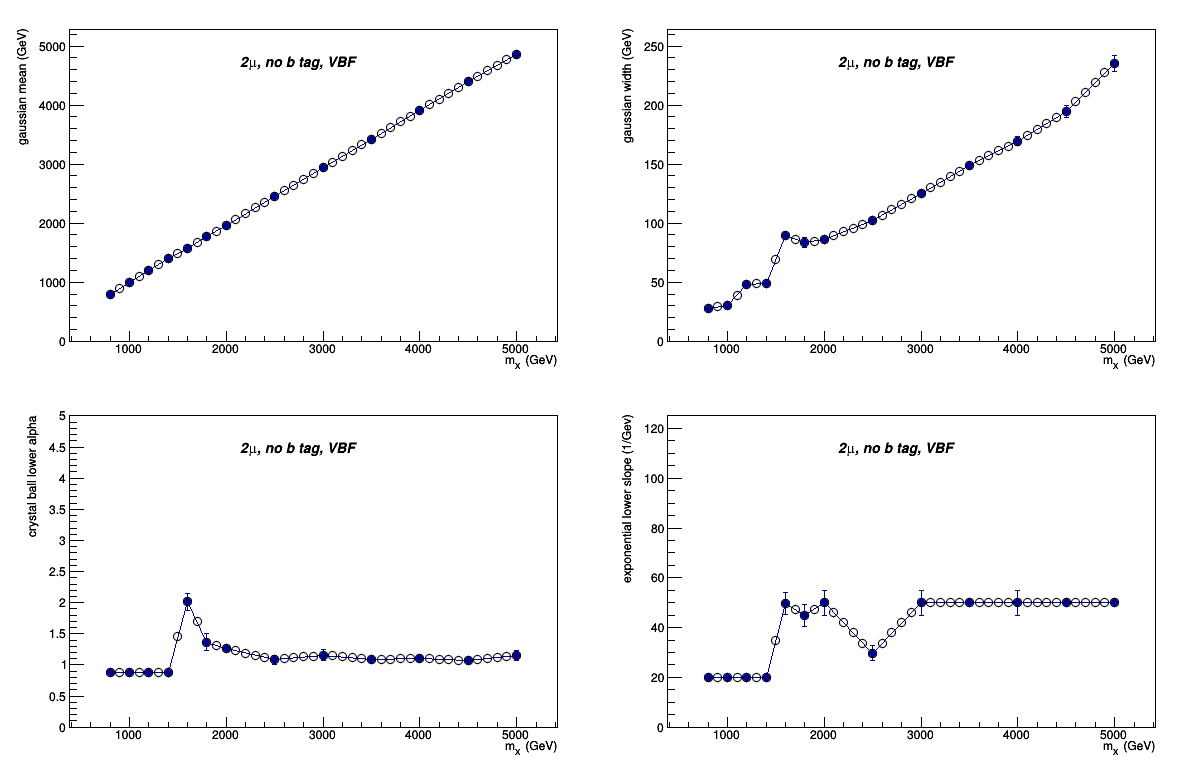 gaussian mean (GeV)
2μ, no b tag, VBF
5000
4000
3000
2000
1000
0
1000 2000 3000 4000 5000
m_x (GeV)
gaussian width (GeV)
2μ, no b tag, VBF
250
200
150
100
50
0
1000 2000 3000 4000 5000
m_x (GeV)
crystal ball lower alpha
2μ, no b tag, VBF
5
4.5
4
3.5
3
2.5
2
1.5
1
0.5
0
1000 2000 3000 4000 5000
m_x (GeV)
exponential lower slope (1/Gev)
2μ, no b tag, VBF
120
100
80
60
40
20
0
1000 2000 3000 4000 5000
m_x (GeV)